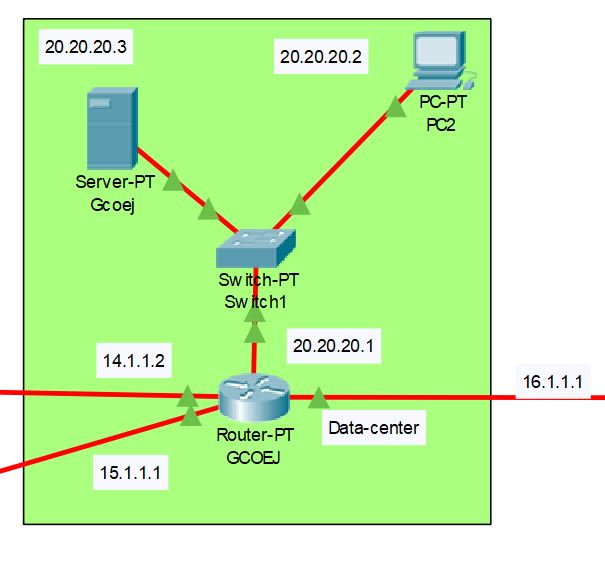 20.20.20.3
20.20.20.2
PC-PT
PC2
Server-PT
Gcoej
Switch-PT
Switch1
20.20.20.1
14.1.1.2
16.1.1.1
Router-PT
GCOEJ
Data-center
15.1.1.1